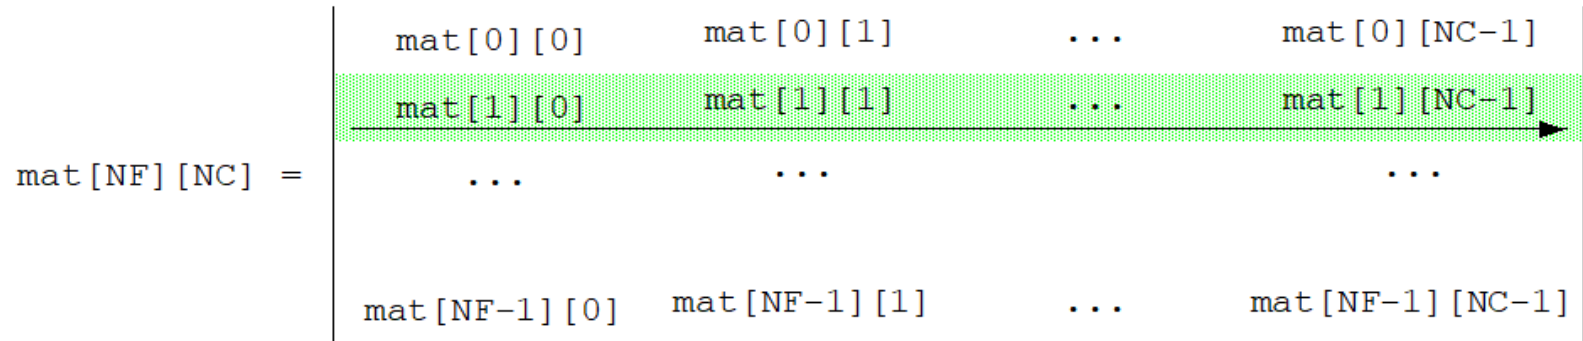 mat[0][0] mat[0][1] ... mat[0][NC-1]
mat[1][0] mat[1][1] ... mat[1][NC-1]
mat[NF][NC] = ... ... ...
mat[NF-1][0] mat[NF-1][1] ... mat[NF-1][NC-1]